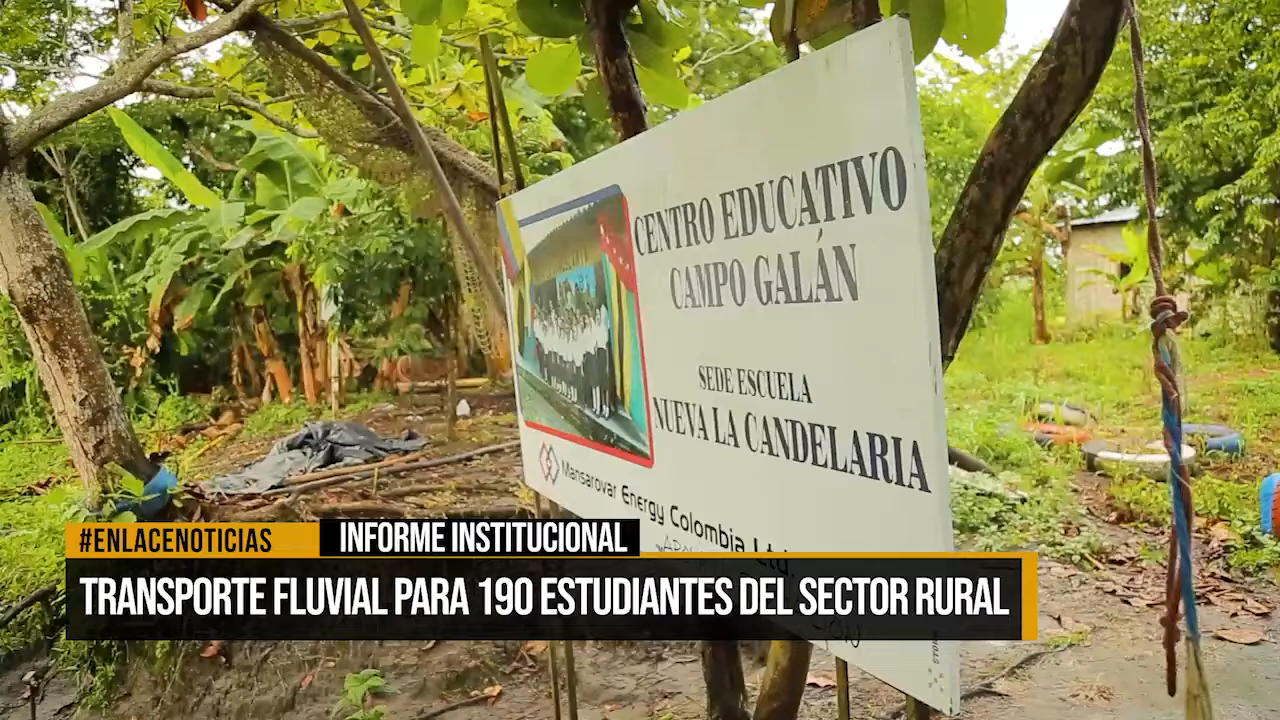 CENTRO EDUCATIVO
CAMPO GALÁN
SEDE ESCUELA
NUEVA LA CANDELARIA
Mansarovar Energy Colombia Ltd.
#ENLACENOTICIAS
INFORME INSTITUCIONAL
TRANSPORTE FLUVIAL PARA 190 ESTUDIANTES DEL SECTOR RURAL